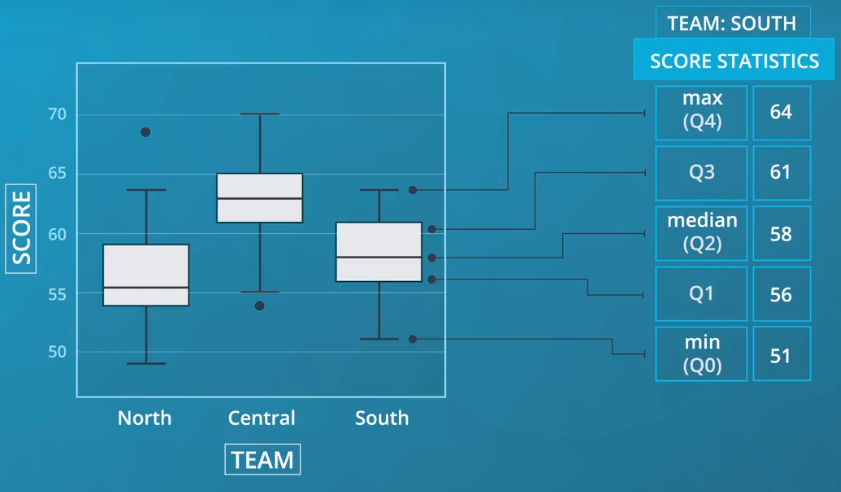 TEAM: SOUTH
SCORE STATISTICS
max
(Q4)
64
Q3
61
median
(Q2)
58
Q1
56
min
(Q0)
51
SCORE
70
65
60
55
50
North
Central
South
TEAM